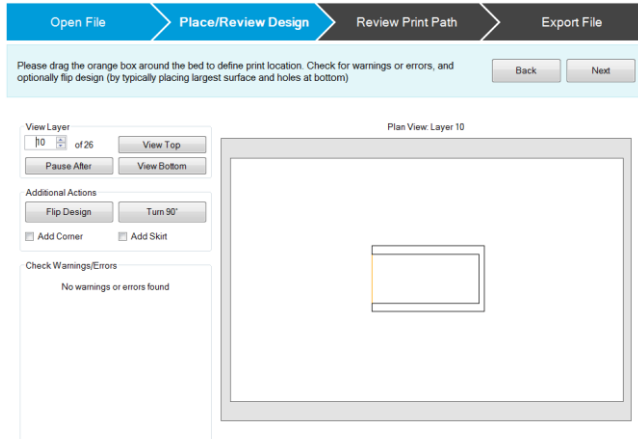 Open File
Place/Review Design
Review Print Path
Export File
Please drag the orange box around the bed to define print location. Check for warnings or errors, and
optionally flip design (by typically placing largest surface and holes at bottom)
Back
Next
View Layer
10
of 26
View Top
Pause After
View Bottom
Additional Actions
Flip Design
Turn 90°
Add Corner
Add Skirt
Check Warnings/Errors
No warnings or errors found
Plan View: Layer 10